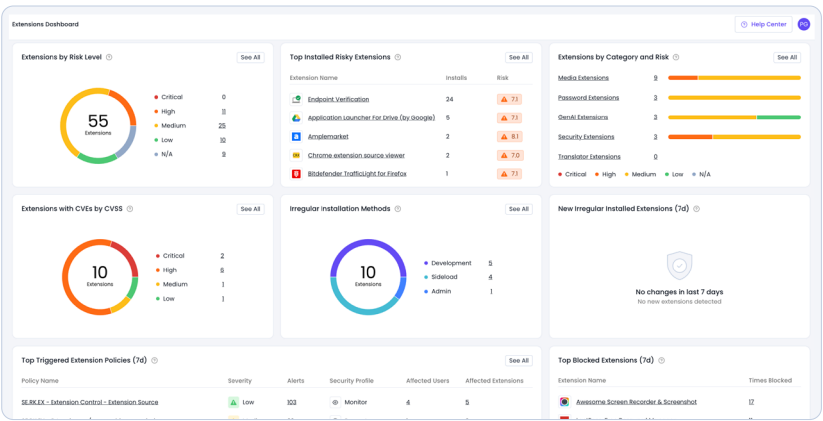 Extensions Dashboard
Help Center
PG
Extensions by Risk Level
See All
55
Extensions
Critical 0
High 11
Medium 25
Low 10
N/A 9
Top Installed Risky Extensions
See All
Extension Name Installs Risk
Endpoint Verification 24 7.1
Application Launcher For Drive (by Google) 5 7.1
a Amplemarket 2 8.1
CRX Chrome extension source viewer 2 7.0
Bitdefender TrafficLight for Firefox 1 7.1
Extensions by Category and Risk
See All
Media Extensions 9
Password Extensions 3
GenAI Extensions 3
Security Extensions 3
Translator Extensions 0
Critical High Medium Low N/A
Extensions with CVEs by CVSS
See All
10
Extensions
Critical 2
High 6
Medium 1
Low 1
Irregular Installation Methods
See All
10
Extensions
Development 5
Sideload 4
Admin 1
New Irregular Installed Extensions (7d)
No changes in last 7 days
No new extensions detected
Top Triggered Extension Policies (7d)
See All
Policy Name Severity Alerts Security Profile Affected Users Affected Extensions
SE.RK.EX - Extension Control - Extension Source Low 103 Monitor 4 5
Top Blocked Extensions (7d)
Extension Name Times Blocked
Awesome Screen Recorder & Screenshot 17